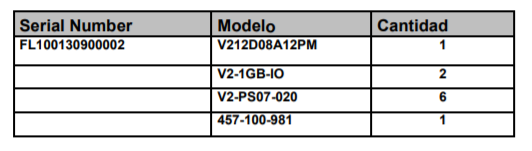 Serial Number Modelo Cantidad
FL100130900002 V212D08A12PM 1
V2-1GB-IO 2
V2-PS07-020 6
457-100-981 1